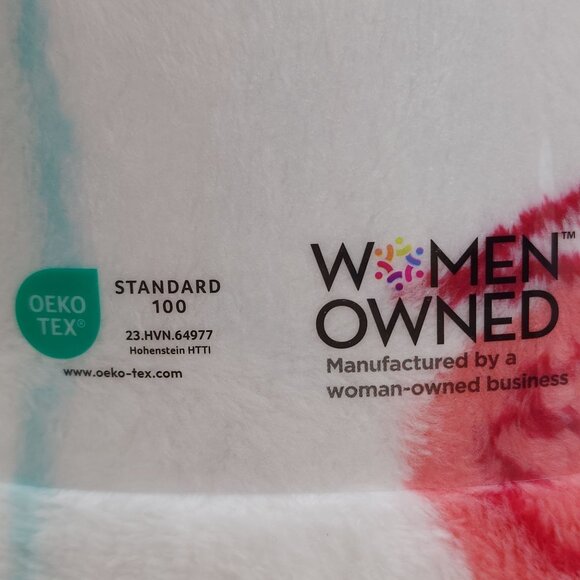 OEKO
TEX®
STANDARD
100
23.HVN.64977
Hohenstein HTTI
www.oeko-tex.com
WOMEN™
OWNED
Manufactured by a
woman-owned business